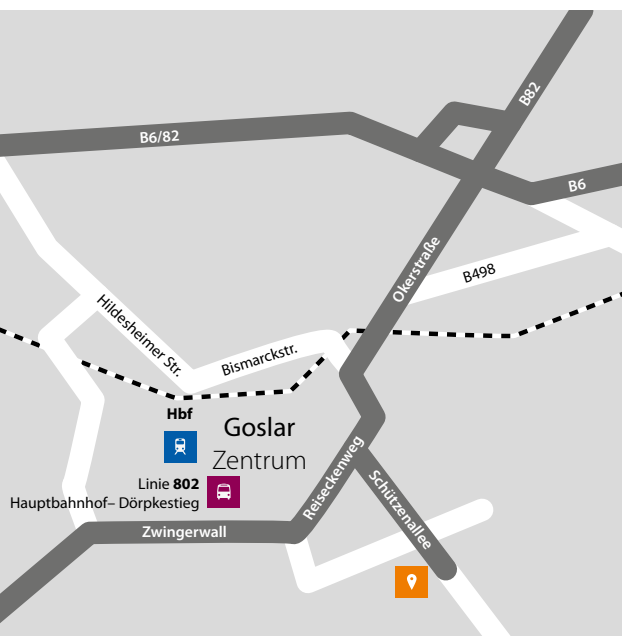 B82
B6/82
B6
Okerstraße
B498
Hildesheimer Str.
Bismarckstr.
Hbf
Goslar
Zentrum
Linie 802
Hauptbahnhof– Dörpkestieg
Reiseckenweg
Schützenallee
Zwingerwall